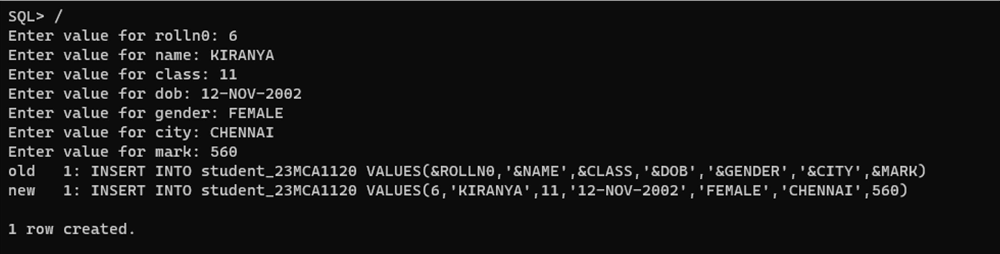 SQL> /
Enter value for rolln0: 6
Enter value for name: KIRANYA
Enter value for class: 11
Enter value for dob: 12-NOV-2002
Enter value for gender: FEMALE
Enter value for city: CHENNAI
Enter value for mark: 560
old   1: INSERT INTO student_23MCA1120 VALUES(&ROLLN0,'&NAME',&CLASS,'&DOB','&GENDER','&CITY',&MARK)
new   1: INSERT INTO student_23MCA1120 VALUES(6,'KIRANYA',11,'12-NOV-2002','FEMALE','CHENNAI',560)
1 row created.